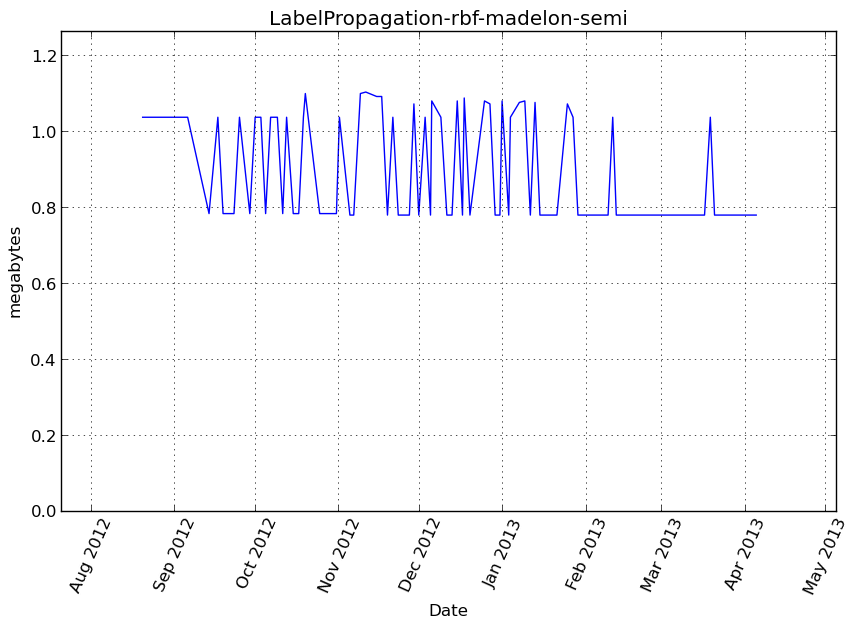 LabelPropagation-rbf-madelon-semi
1.2
1.0
0.8
0.6
0.4
0.2
0.0
megabytes
Aug 2012
Sep 2012
Oct 2012
Nov 2012
Dec 2012
Jan 2013
Feb 2013
Mar 2013
Apr 2013
May 2013
Date